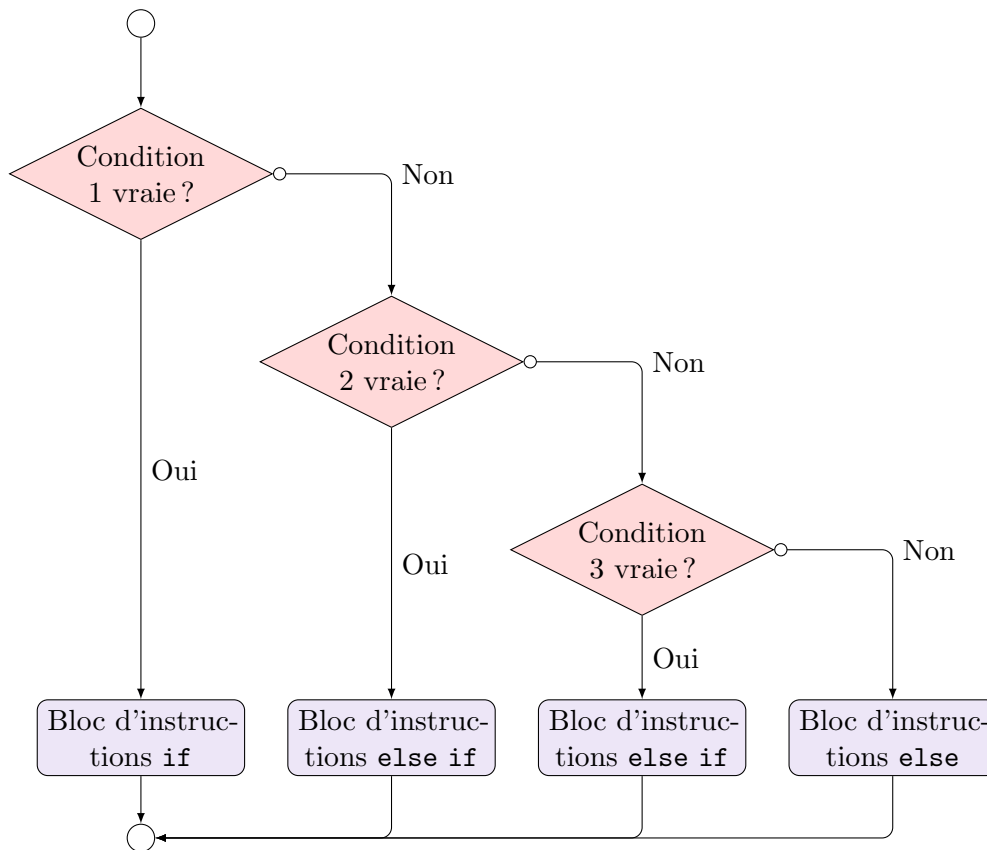 Condition
1 vraie ?
Non
Condition
2 vraie ?
Non
Oui
Condition
3 vraie ?
Non
Oui
Oui
Bloc d'instruc-
tions if
Bloc d'instruc-
tions else if
Bloc d'instruc-
tions else if
Bloc d'instruc-
tions else